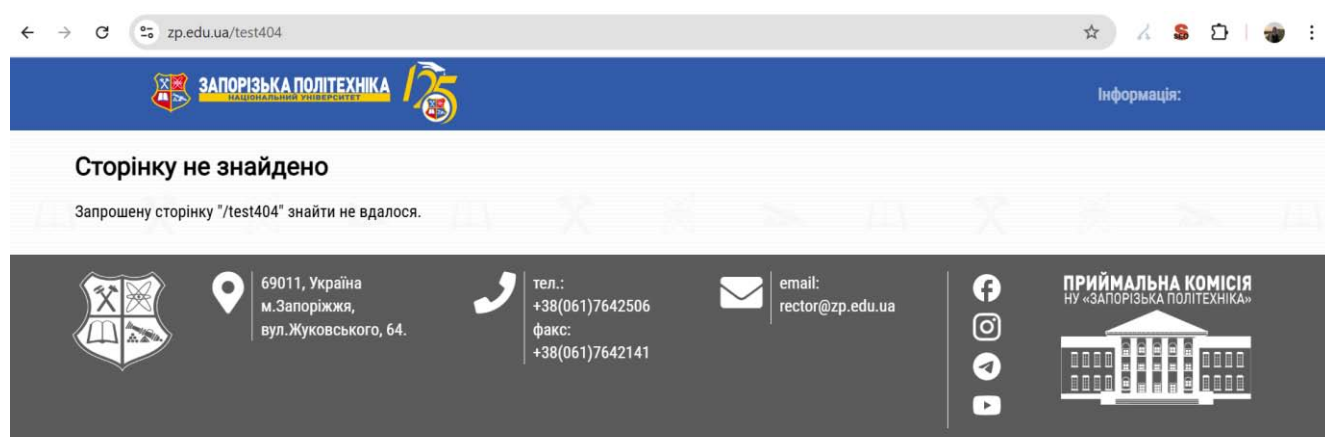 zp.edu.ua/test404
ЗАПОРІЗЬКА ПОЛІТЕХНІКА
НАЦІОНАЛЬНИЙ УНІВЕРСИТЕТ
125
Інформація:
Сторінку не знайдено
Запрошену сторінку "/test404" знайти не вдалося.
69011, Україна
м.Запоріжжя,
вул.Жуковського, 64.
тел.:
+38(061)7642506
факс:
+38(061)7642141
email:
rector@zp.edu.ua
ПРИЙМАЛЬНА КОМІСІЯ
НУ «ЗАПОРІЗЬКА ПОЛІТЕХНІКА»